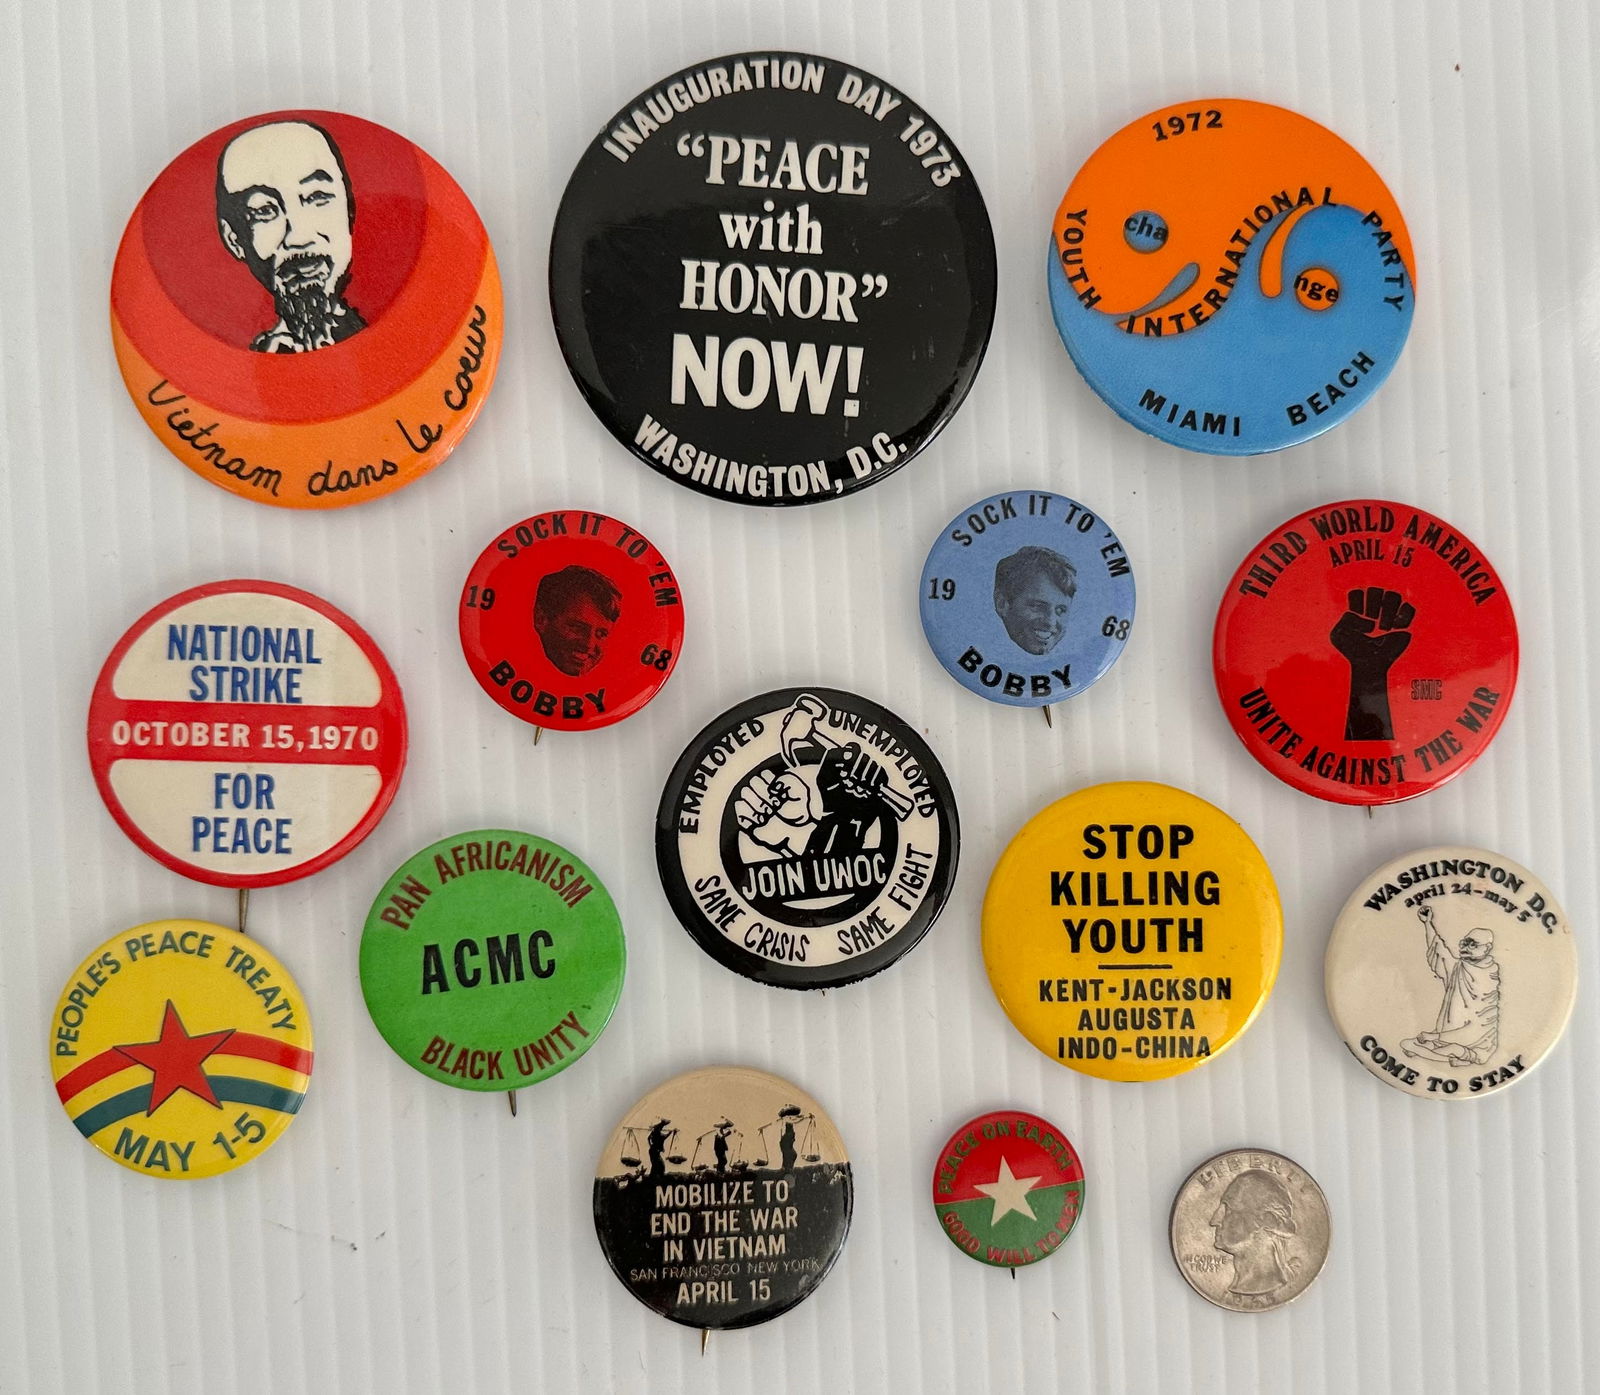 Vietnam dans le coeur
INAUGURATION DAY 1973
“PEACE
with
HONOR”
NOW!
WASHINGTON, D.C.
1972
YOUTH INTERNATIONAL PARTY
cha
nge
MIAMI BEACH
SOCK IT TO 'EM
19
68
BOBBY
SOCK IT TO 'EM
19
68
BOBBY
THIRD WORLD AMERICA
APRIL 15
SMC
UNITE AGAINST THE WAR
NATIONAL
STRIKE
OCTOBER 15, 1970
FOR
PEACE
EMPLOYED UNEMPLOYED
JOIN UWOC
SAME CRISIS SAME FIGHT
STOP
KILLING
YOUTH
KENT-JACKSON
AUGUSTA
INDO-CHINA
PAN AFRICANISM
ACMC
BLACK UNITY
WASHINGTON D.C.
april 24-may 5
COME TO STAY
PEOPLE'S PEACE TREATY
MAY 1-5
MOBILIZE TO
END THE WAR
IN VIETNAM
SAN FRANCISCO NEW YORK
APRIL 15
PEACE ON EARTH
GOOD WILL TO MEN
LIBERTY
IN GOD WE
TRUST